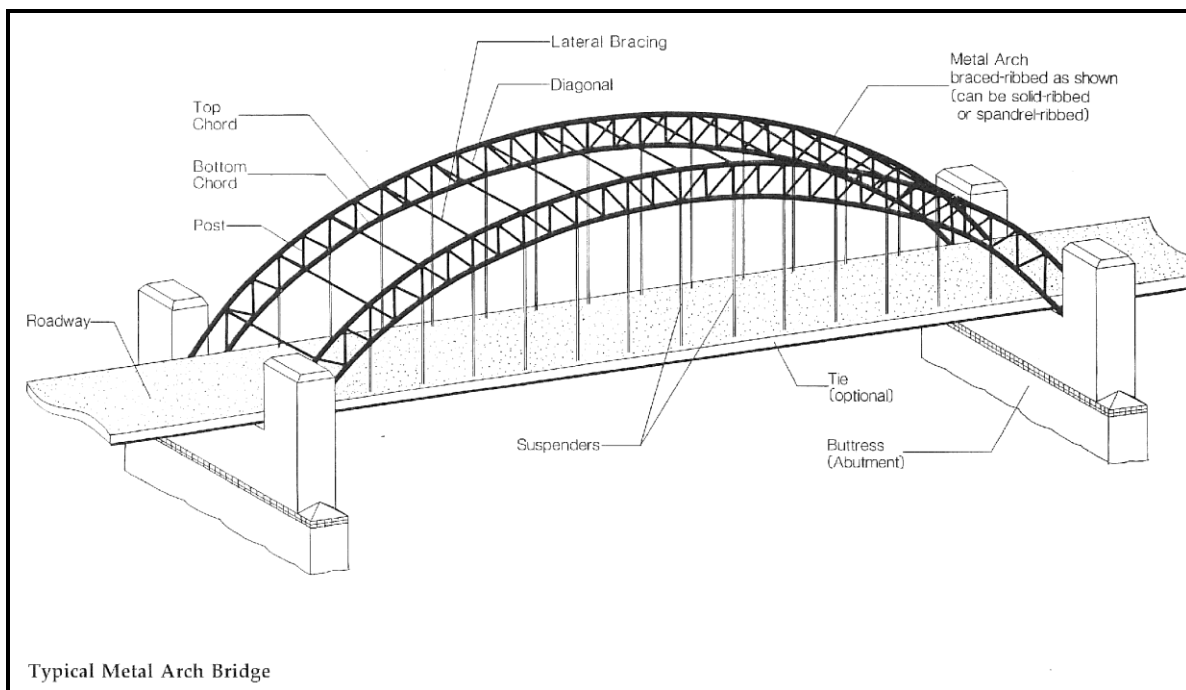 Lateral Bracing
Diagonal
Metal Arch
braced-ribbed as shown
(can be solid-ribbed
or spandrel-ribbed)
Top
Chord
Bottom
Chord
Post
Roadway
Tie
(optional)
Suspenders
Buttress
(Abutment)
Typical Metal Arch Bridge